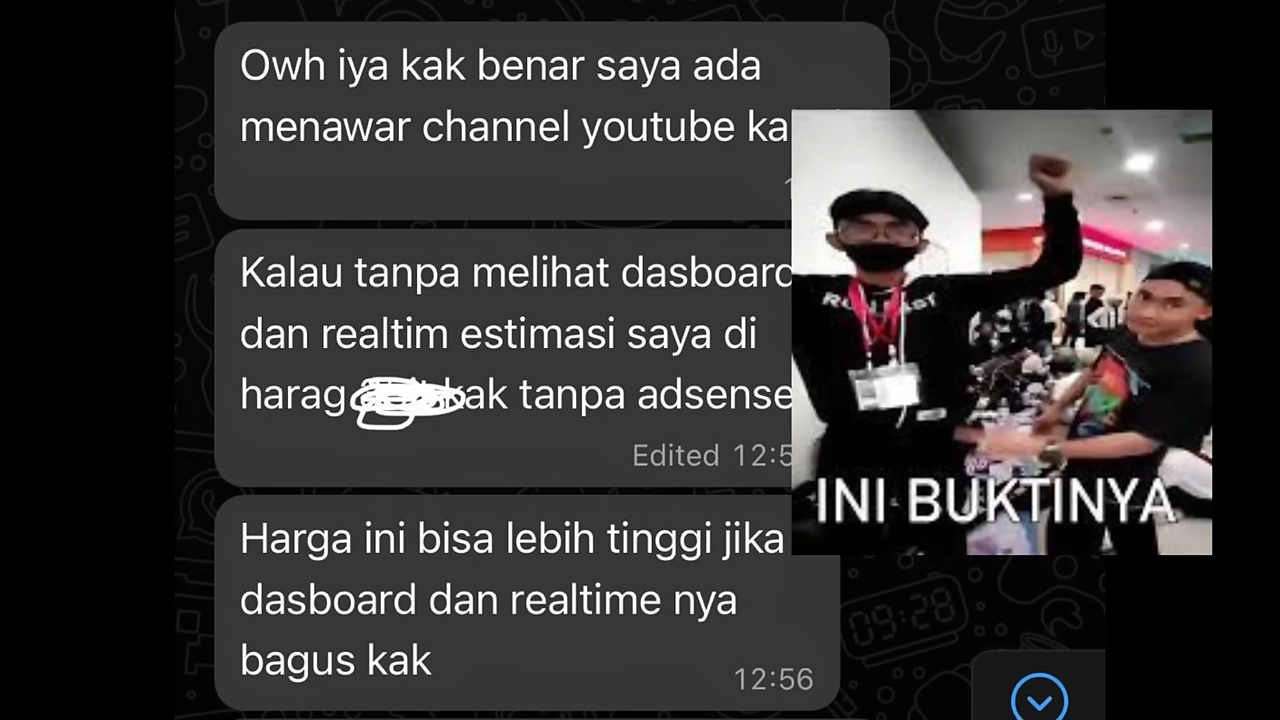 Owh iya kak benar saya ada
menawar channel youtube
Kalau tanpa melihat dasboard
dan realtim estimasi saya di
harag kak tanpa adsense
Edited 12:5
Harga ini bisa lebih tinggi jika
dasboard dan realtime nya
bagus kak
12:56
INI BUKTINYA
09:28